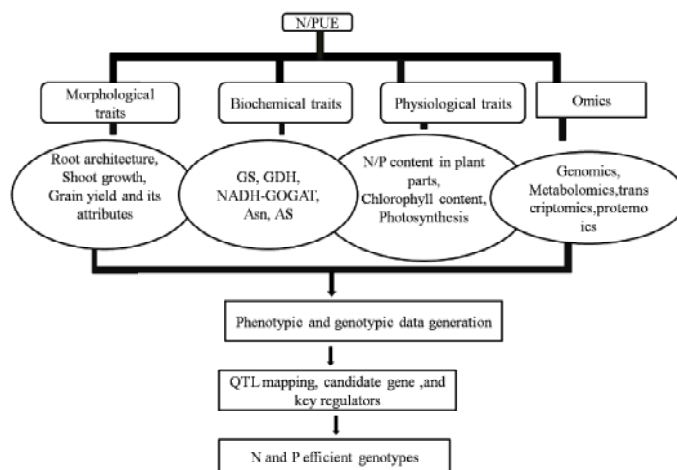 N/PUE
Morphological traits
Biochemical traits
Physiological traits
Omics
Root architecture,
Shoot growth,
Grain yield and its
attributes
GS, GDH,
NADH-GOGAT,
Asn, AS
N/P content in plant
parts,
Chlorophyll content,
Photosynthesis
Genomics,
Metabolomics,trans
criptomics,protemo
ics
Phenotypic and genotypic data generation
QTL mapping, candidate gene ,and
key regulators
N and P efficient genotypes